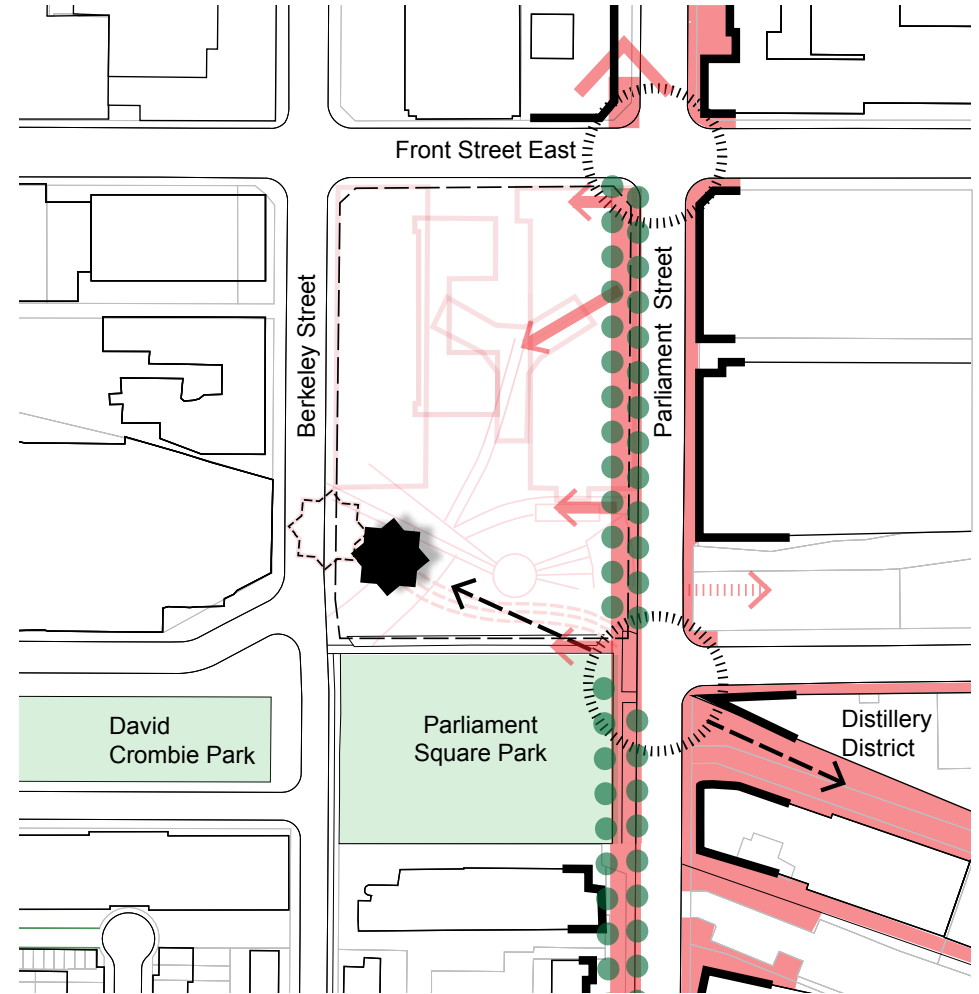 Front Street East
Berkeley Street
Parliament Street
David
Crombie Park
Parliament
Square Park
Distillery
District